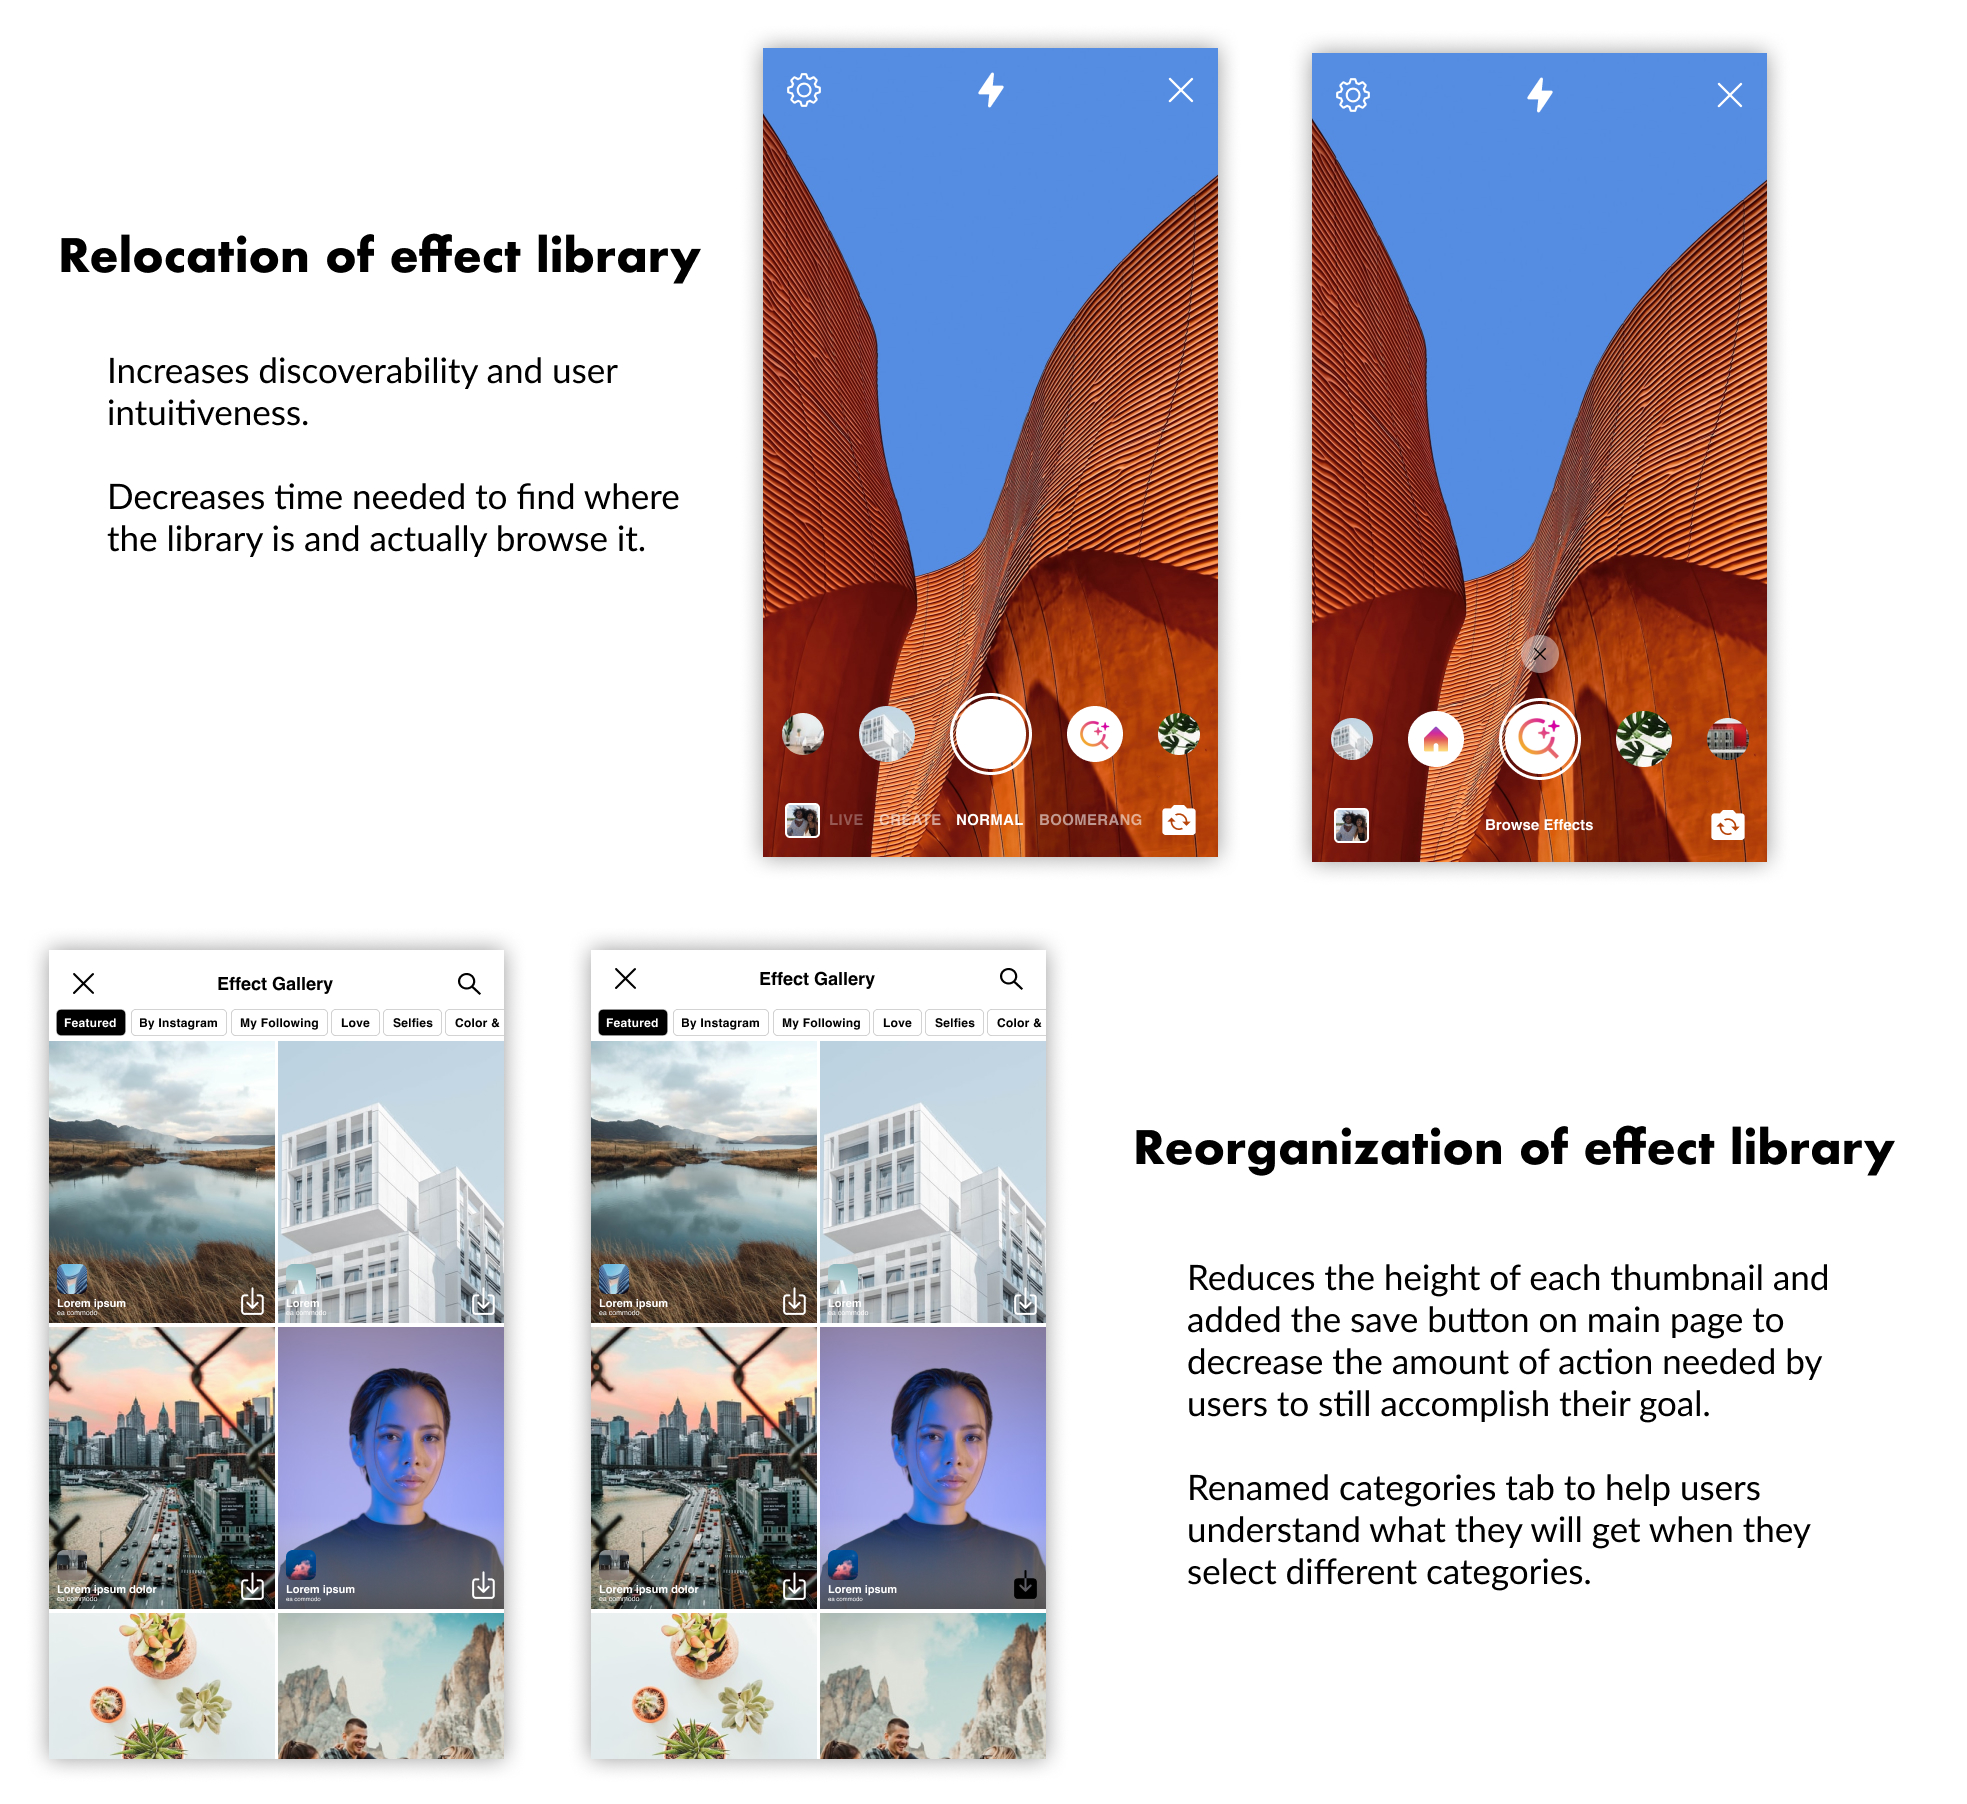 Relocation of effect library
Increases discoverability and user
intuitiveness.
Decreases time needed to find where
the library is and actually browse it.
LIVE CREATE NORMAL BOOMERANG
Browse Effects
Effect Gallery
Featured By Instagram My Following Love Selfies Color &
Lorem ipsum
ea commodo
Lorem
ea commodo
Lorem ipsum dolor
ea commodo
Lorem ipsum
ea commodo
Effect Gallery
Featured By Instagram My Following Love Selfies Color &
Lorem ipsum
ea commodo
Lorem
ea commodo
Lorem ipsum dolor
ea commodo
Lorem ipsum
ea commodo
Reorganization of effect library
Reduces the height of each thumbnail and
added the save button on main page to
decrease the amount of action needed by
users to still accomplish their goal.
Renamed categories tab to help users
understand what they will get when they
select different categories.